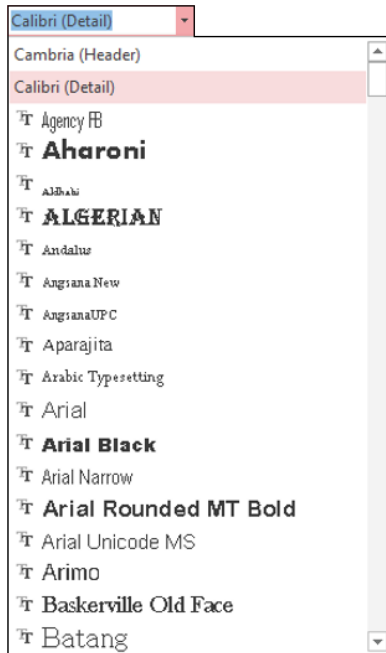 Calibri (Detail)
Cambria (Header)
Calibri (Detail)
Agency FB
Aharoni
Aldhabi
ALGERIAN
Andalus
Angsana New
AngsanaUPC
Aparajita
Arabic Typesetting
Arial
Arial Black
Arial Narrow
Arial Rounded MT Bold
Arial Unicode MS
Arimo
Baskerville Old Face
Batang